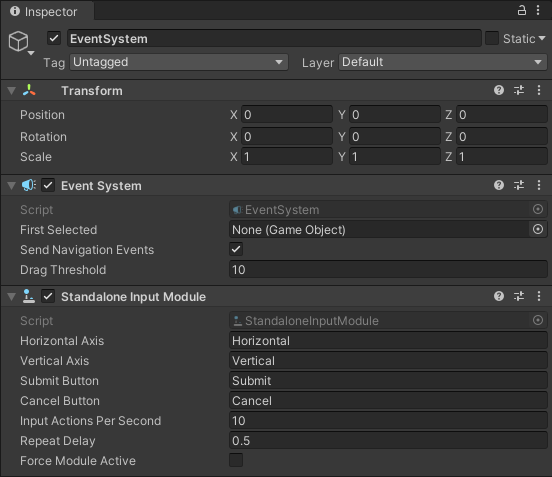 Inspector
EventSystem Static
Tag Untagged Layer Default
Transform
Position X 0 Y 0 Z 0
Rotation X 0 Y 0 Z 0
Scale X 1 Y 1 Z 1
Event System
Script EventSystem
First Selected None (Game Object)
Send Navigation Events
Drag Threshold 10
Standalone Input Module
Script StandaloneInputModule
Horizontal Axis Horizontal
Vertical Axis Vertical
Submit Button Submit
Cancel Button Cancel
Input Actions Per Second 10
Repeat Delay 0.5
Force Module Active